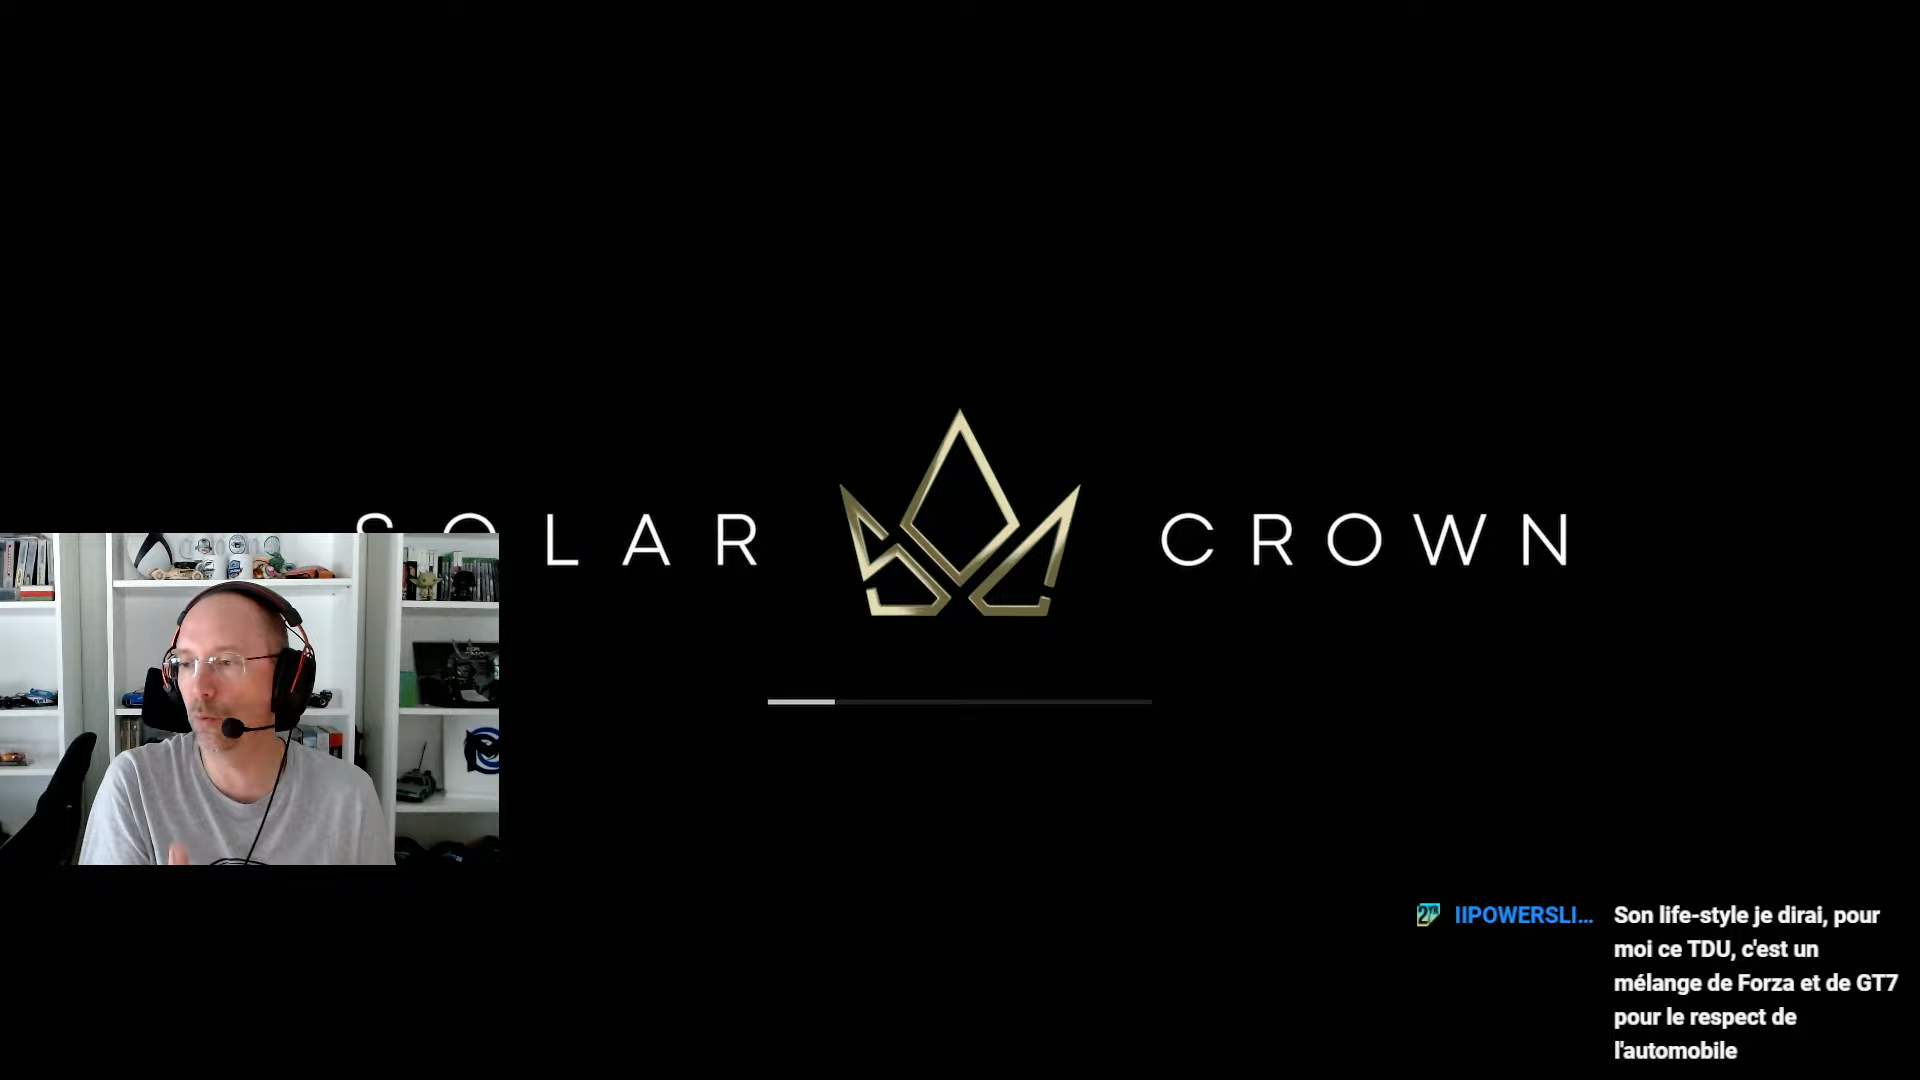 SOLAR CROWN
IIPOWERSLI... Son life-style je dirai, pour
moi ce TDU, c'est un
mélange de Forza et de GT7
pour le respect de
l'automobile